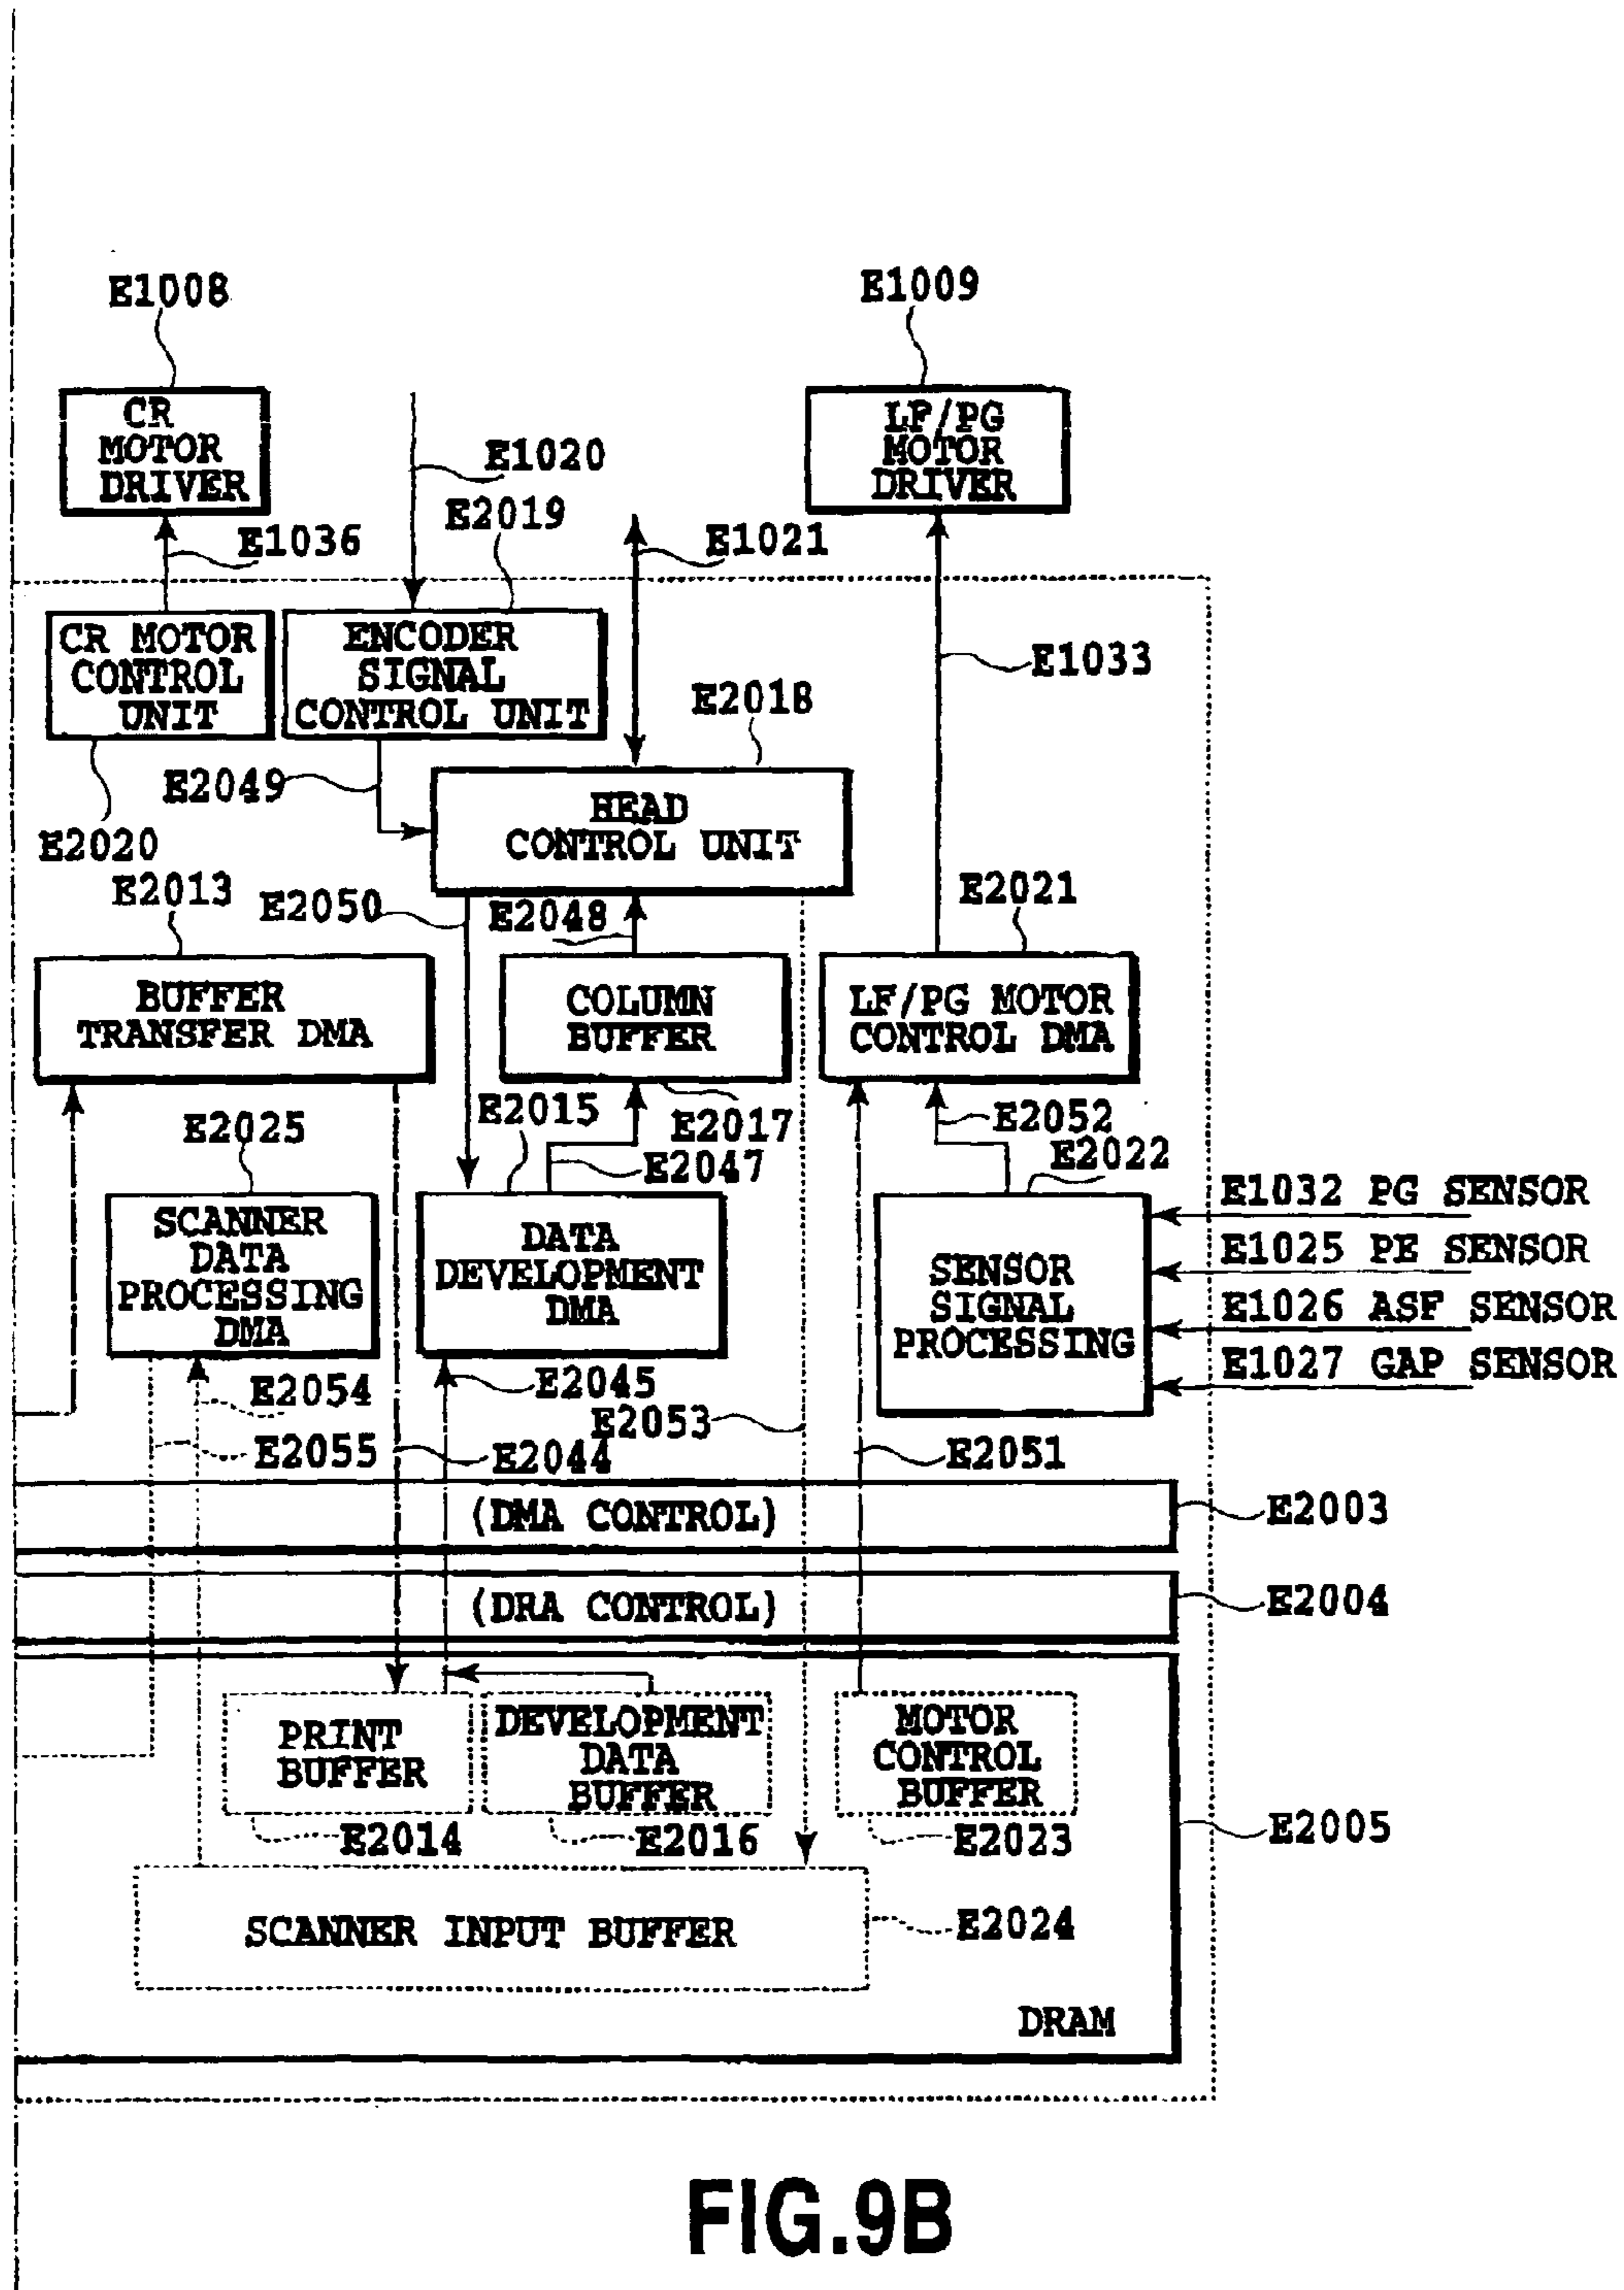 E1008
E1009
CR
MOTOR
DRIVER
LF/PG
MOTOR
DRIVER
E1020
E2019
E1036
E1021
CR MOTOR
CONTROL
UNIT
ENCODER
SIGNAL
CONTROL UNIT
E1033
E2018
E2049
HEAD
CONTROL UNIT
E2020
E2013
E2050
E2048
E2021
BUFFER
TRANSFER DMA
COLUMN
BUFFER
LF/PG MOTOR
CONTROL DMA
E2015
E2017
E2052
E2025
E2047
E2022
SCANNER
DATA
PROCESSING
DMA
DATA
DEVELOPMENT
DMA
SENSOR
SIGNAL
PROCESSING
E1032 PG SENSOR
E1025 PE SENSOR
E1026 ASF SENSOR
E1027 GAP SENSOR
E2054
E2045
E2053
E2055
E2044
E2051
(DMA CONTROL)
E2003
(DRA CONTROL)
E2004
PRINT
BUFFER
DEVELOPMENT
DATA
BUFFER
MOTOR
CONTROL
BUFFER
E2014
E2016
E2023
E2005
SCANNER INPUT BUFFER
E2024
DRAM
FIG.9B